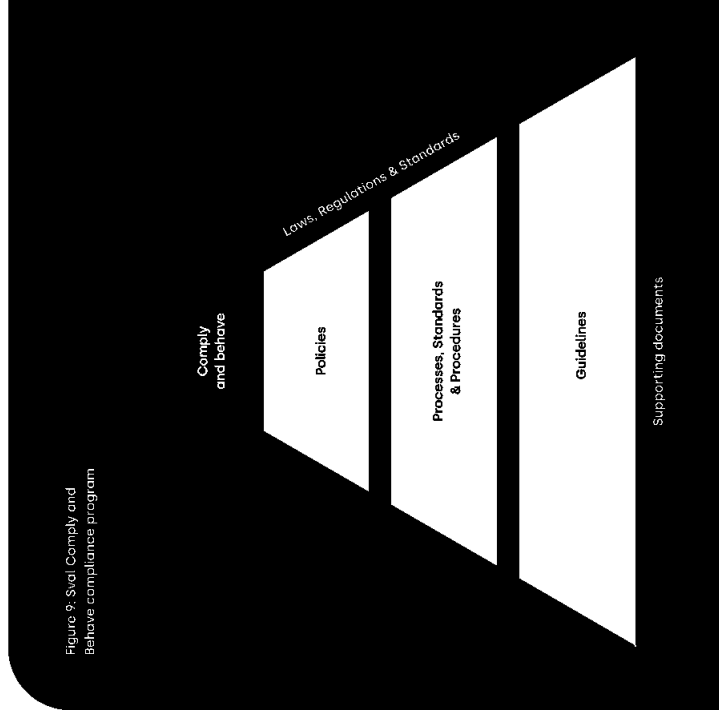 Figure 9: Sval Comply and
Behave compliance program
Comply
and behave
Laws, Regulations & Standards
Policies
Processes, Standards
& Procedures
Guidelines
Supporting documents